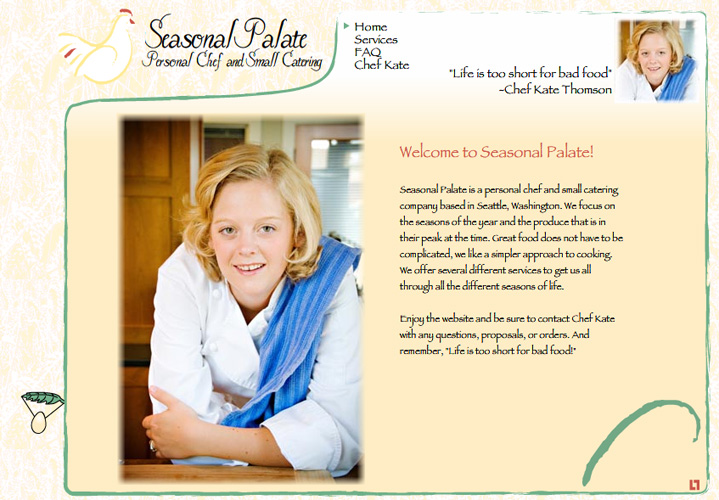 Seasonal Palate
Personal Chef and Small Catering
Home
Services
FAQ
Chef Kate
"Life is too short for bad food"
-Chef Kate Thomson
Welcome to Seasonal Palate!
Seasonal Palate is a personal chef and small catering
company based in Seattle, Washington. We focus on
the seasons of the year and the produce that is in
their peak at the time. Great food does not have to be
complicated, we like a simpler approach to cooking.
We offer several different services to get us all
through all the different seasons of life.
Enjoy the website and be sure to contact Chef Kate
with any questions, proposals, or orders. And
remember, "Life is too short for bad food!"